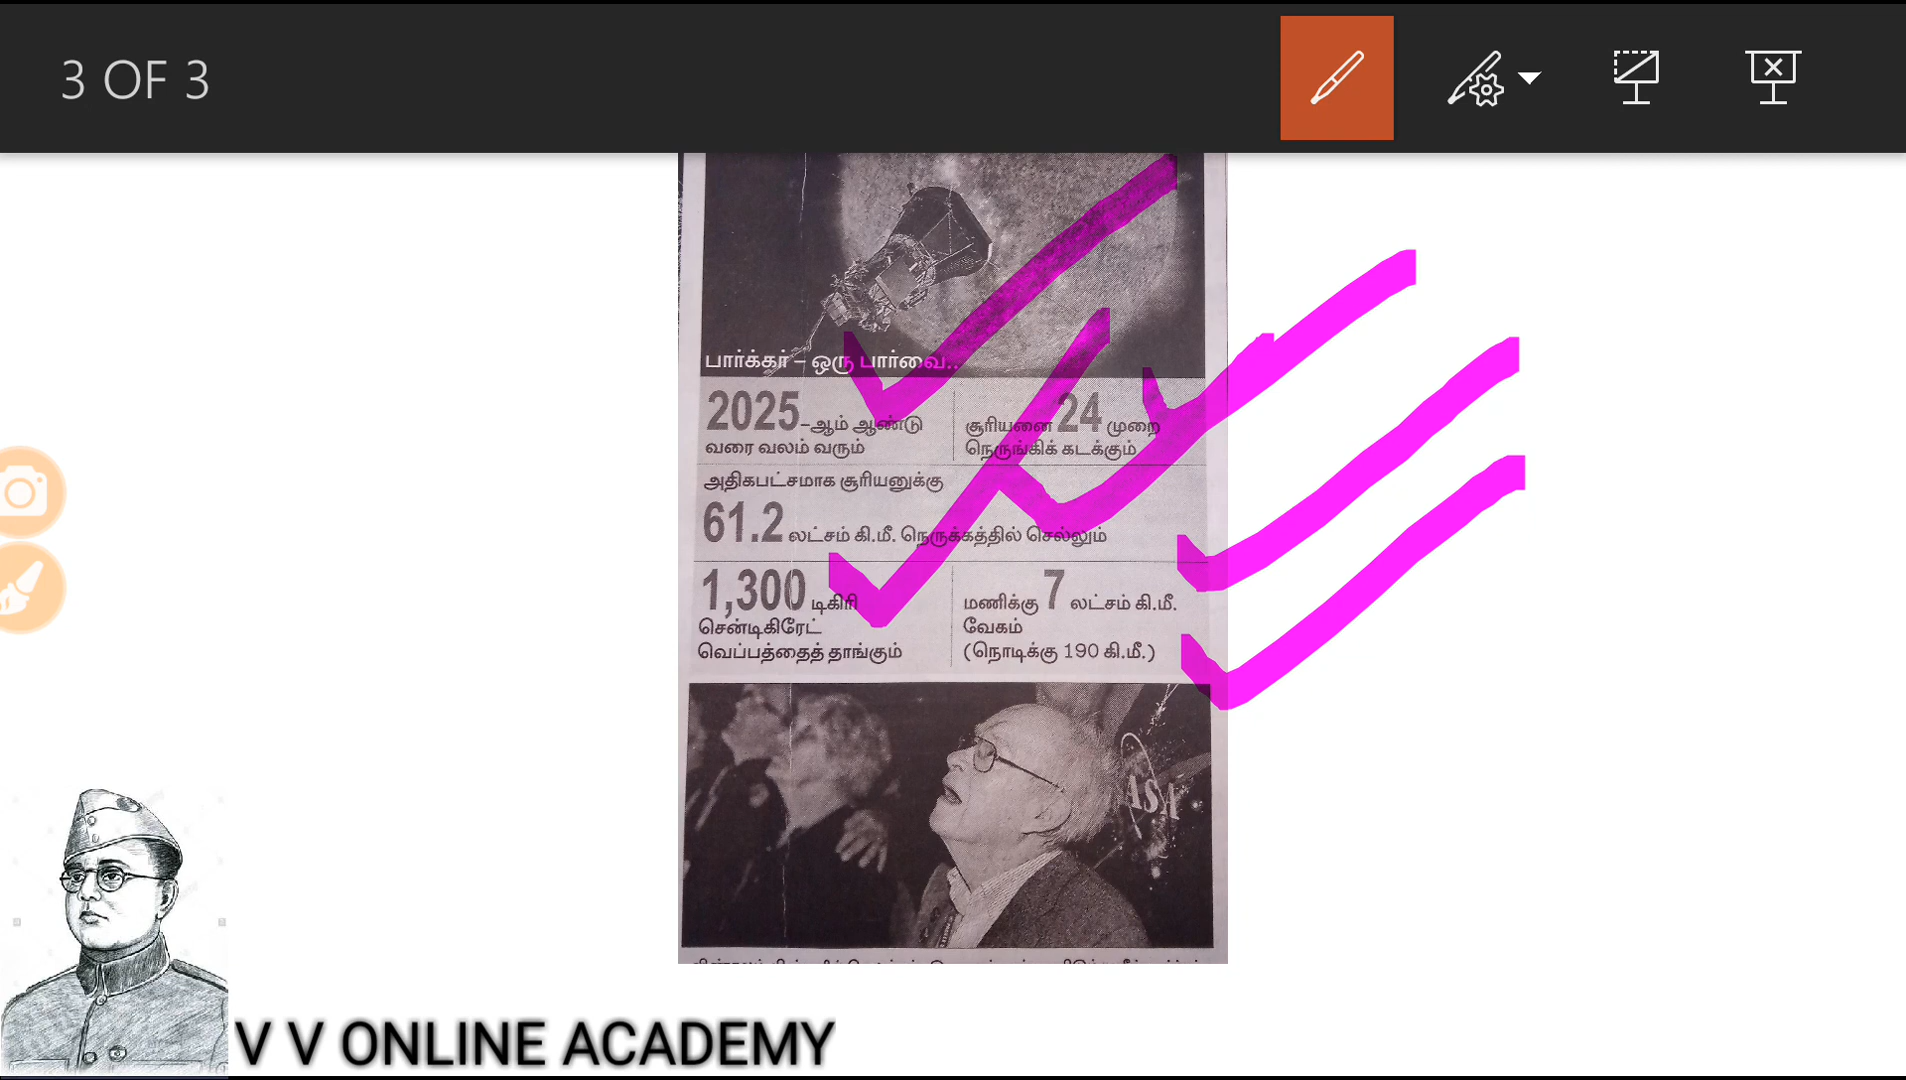 3 OF 3
பார்க்கர் – ஒரு பார்வை..
2025–ஆம் ஆண்டு
வரை வலம் வரும்
சூரியனை 24 முறை
நெருங்கிக் கடக்கும்
அதிகபட்சமாக சூரியனுக்கு
61.2 லட்சம் கி.மீ. நெருக்கத்தில் செல்லும்
1,300 டிகிரி
சென்டிகிரேட்
வெப்பத்தைத் தாங்கும்
மணிக்கு 7 லட்சம் கி.மீ.
வேகம்
(நொடிக்கு 190 கி.மீ.)
ASA
V V ONLINE ACADEMY